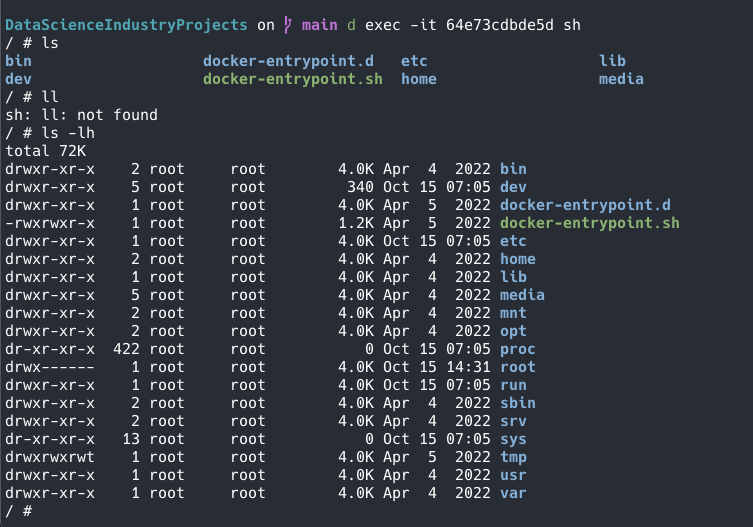 DataScienceIndustryProjects on main d exec -it 64e73cdbde5d sh
/ # ls
bin                   docker-entrypoint.d   etc                   lib
dev                   docker-entrypoint.sh  home                  media
/ # ll
sh: ll: not found
/ # ls -lh
total 72K
drwxr-xr-x    2 root     root        4.0K Apr  4  2022 bin
drwxr-xr-x    5 root     root         340 Oct 15 07:05 dev
drwxr-xr-x    1 root     root        4.0K Apr  5  2022 docker-entrypoint.d
-rwxrwxr-x    1 root     root        1.2K Apr  5  2022 docker-entrypoint.sh
drwxr-xr-x    1 root     root        4.0K Oct 15 07:05 etc
drwxr-xr-x    2 root     root        4.0K Apr  4  2022 home
drwxr-xr-x    1 root     root        4.0K Apr  4  2022 lib
drwxr-xr-x    5 root     root        4.0K Apr  4  2022 media
drwxr-xr-x    2 root     root        4.0K Apr  4  2022 mnt
drwxr-xr-x    2 root     root        4.0K Apr  4  2022 opt
dr-xr-xr-x  422 root     root           0 Oct 15 07:05 proc
drwx------    1 root     root        4.0K Oct 15 14:31 root
drwxr-xr-x    1 root     root        4.0K Oct 15 07:05 run
drwxr-xr-x    2 root     root        4.0K Apr  4  2022 sbin
drwxr-xr-x    2 root     root        4.0K Apr  4  2022 srv
dr-xr-xr-x   13 root     root           0 Oct 15 07:05 sys
drwxrwxrwt    1 root     root        4.0K Apr  5  2022 tmp
drwxr-xr-x    1 root     root        4.0K Apr  4  2022 usr
drwxr-xr-x    1 root     root        4.0K Apr  4  2022 var
/ #